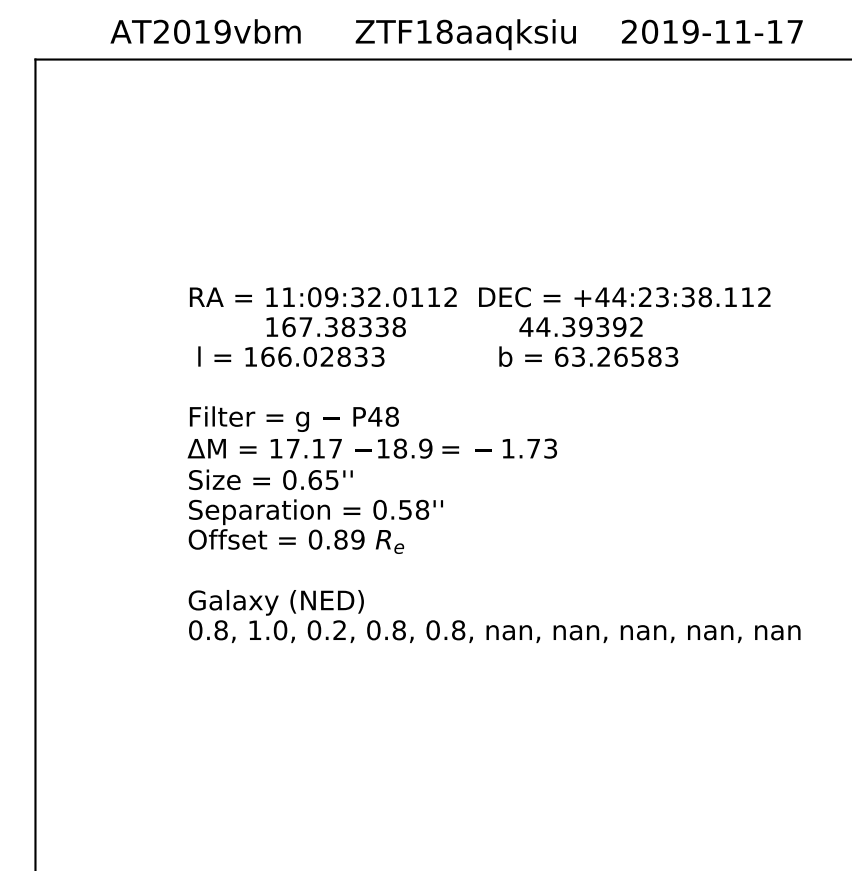 AT2019vbm ZTF18aaqksiu 2019-11-17
RA = 11:09:32.0112 DEC = +44:23:38.112
167.38338 44.39392
l = 166.02833 b = 63.26583
Filter = g − P48
ΔM = 17.17 −18.9 = − 1.73
Size = 0.65''
Separation = 0.58''
Offset = 0.89 Re
Galaxy (NED)
0.8, 1.0, 0.2, 0.8, 0.8, nan, nan, nan, nan, nan